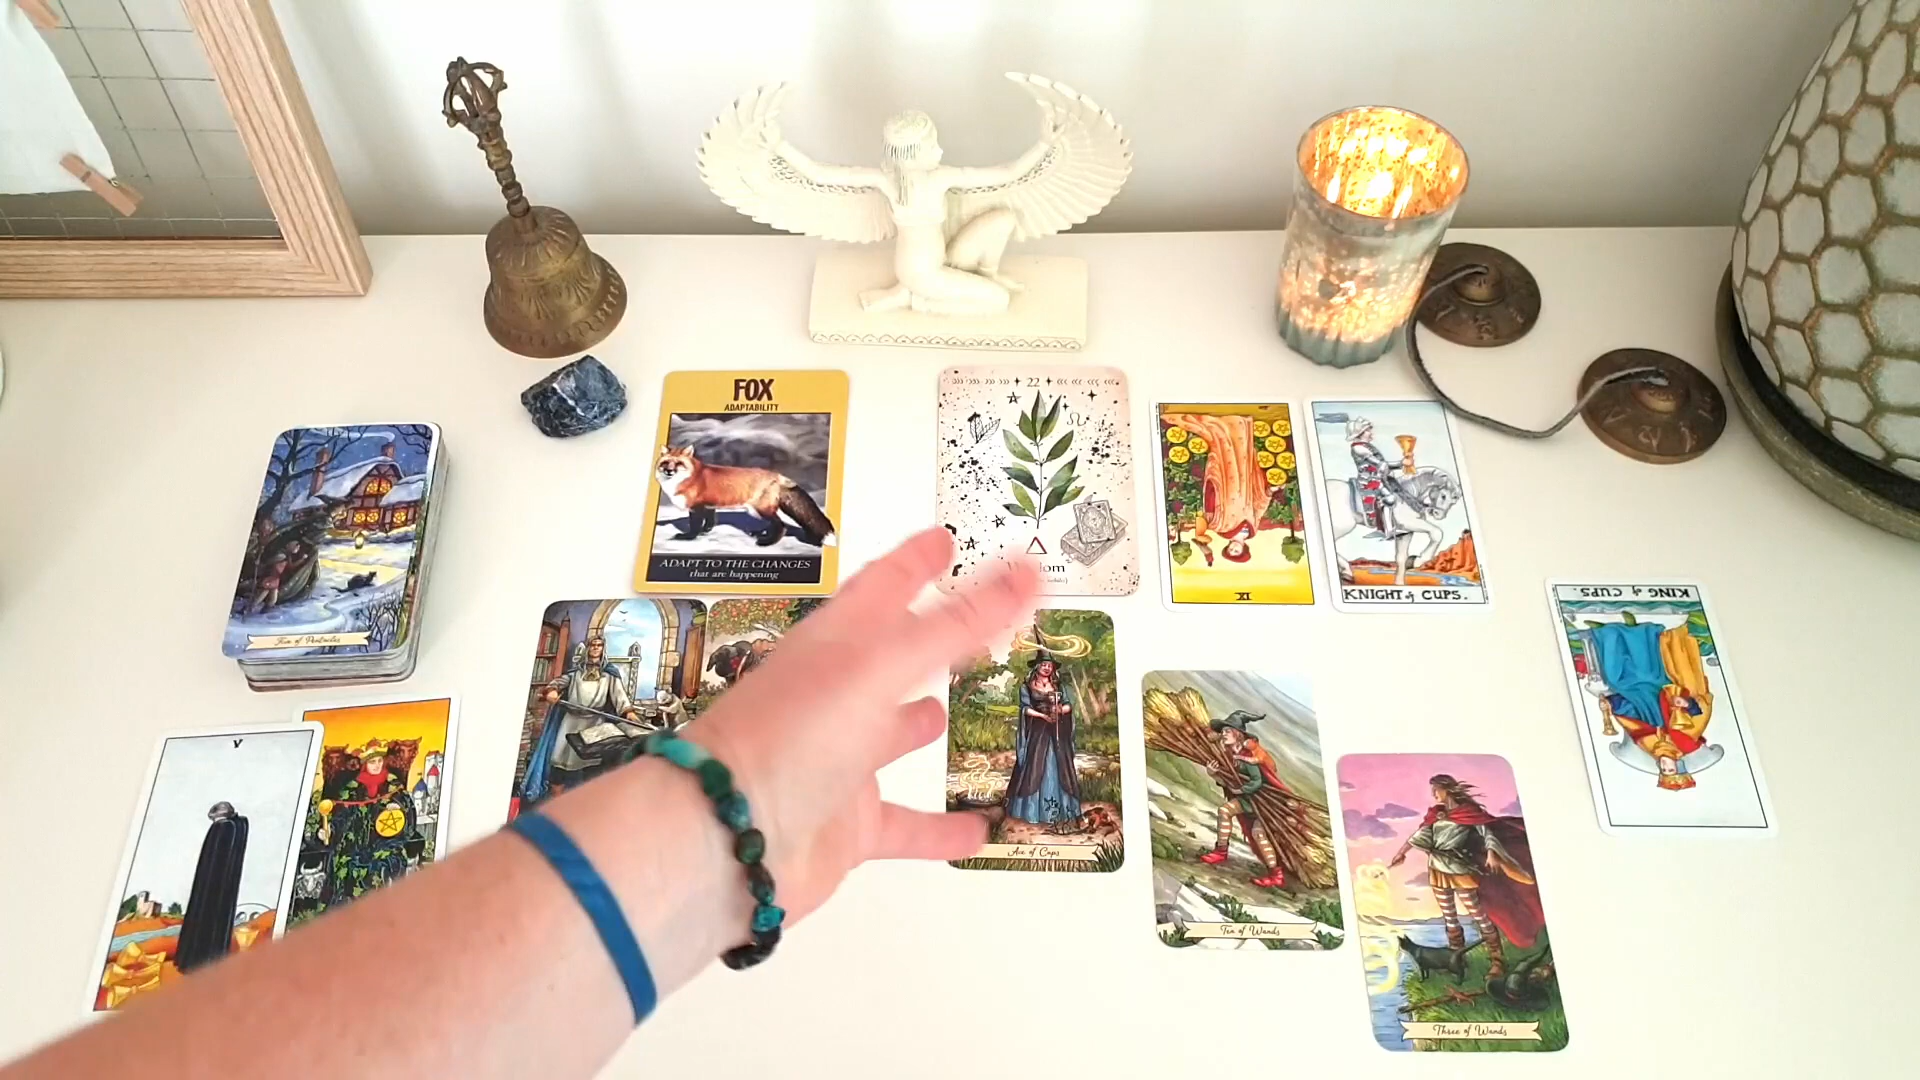 FOX
ADAPTABILITY
ADAPT TO THE CHANGES
that are happening
22
IX
KNIGHT of CUPS.
KING of CUPS.
V
Ace of Cups
Ten of Wands
Three of Wands